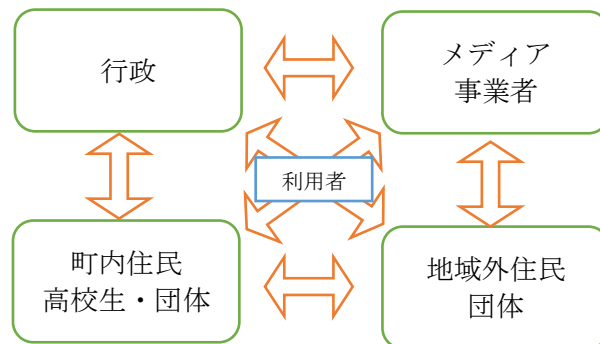 行政
メディア
事業者
利用者
町内住民
高校生・団体
地域外住民
団体